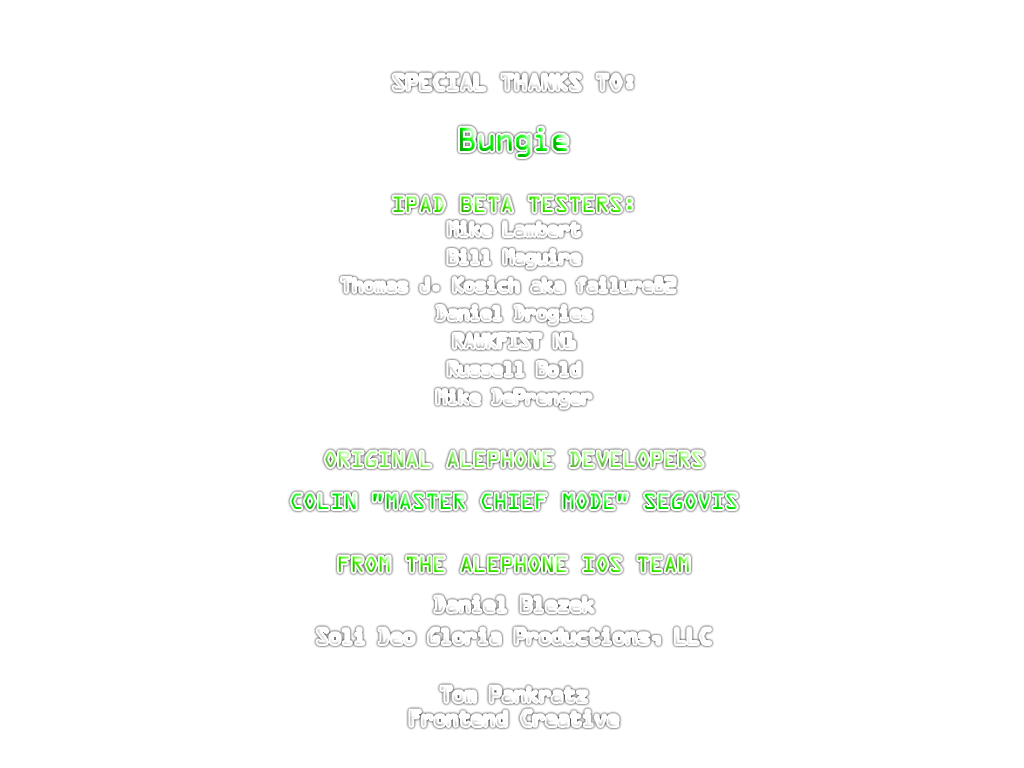 SPECIAL THANKS TO:
Bungie
IPAD BETA TESTERS:
Mike Lambert
Bill Maguire
Thomas J. Kosich aka failure82
Daniel Drogies
RAWKFIST
Russell Bold
Mike DePrenger
ORIGINAL ALEPHONE DEVELOPERS
COLIN "MASTER CHIEF MODE" SEGOVIS
FROM THE ALEPHONE IOS TEAM
Daniel Blezek
Soli Deo Gloria Productions, LLC
Tom Pankratz
Frontend Creative